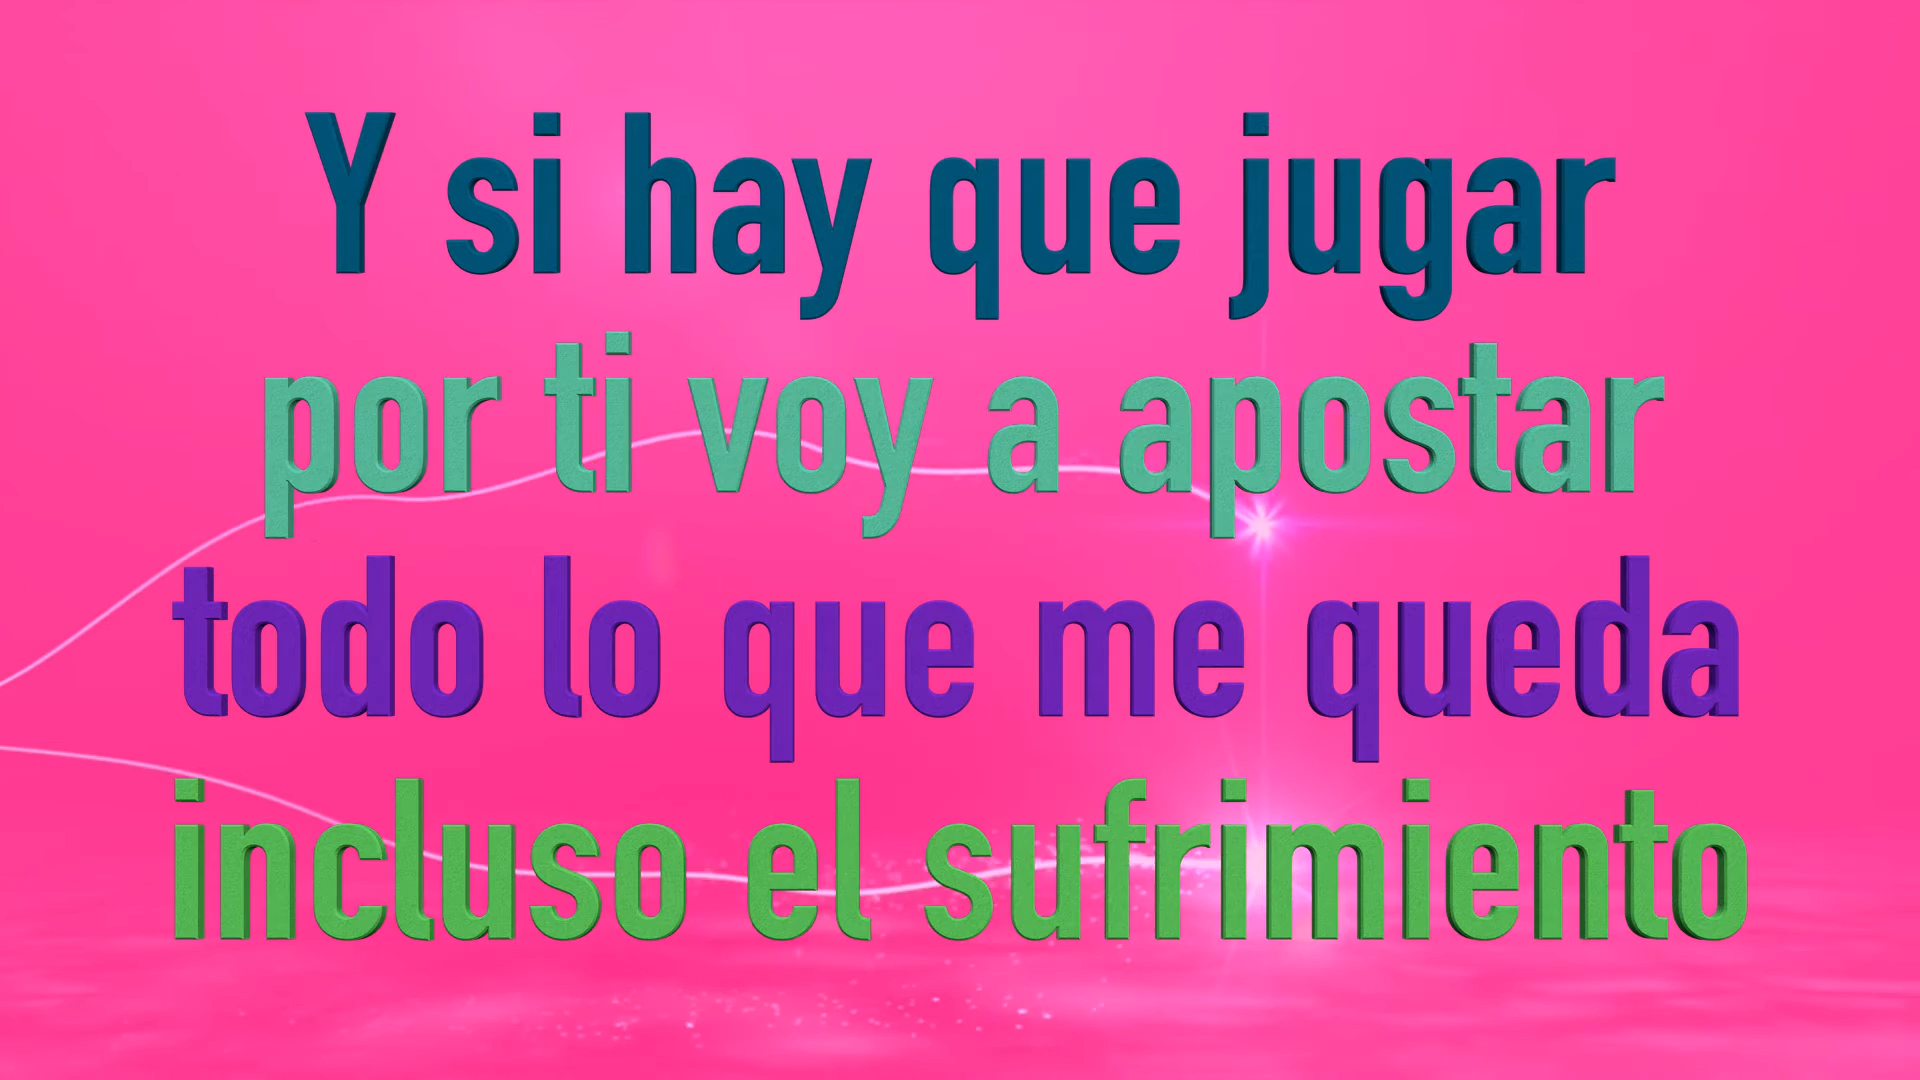 Y si hay que jugar
por ti voy a apostar
todo lo que me queda
incluso el sufrimiento